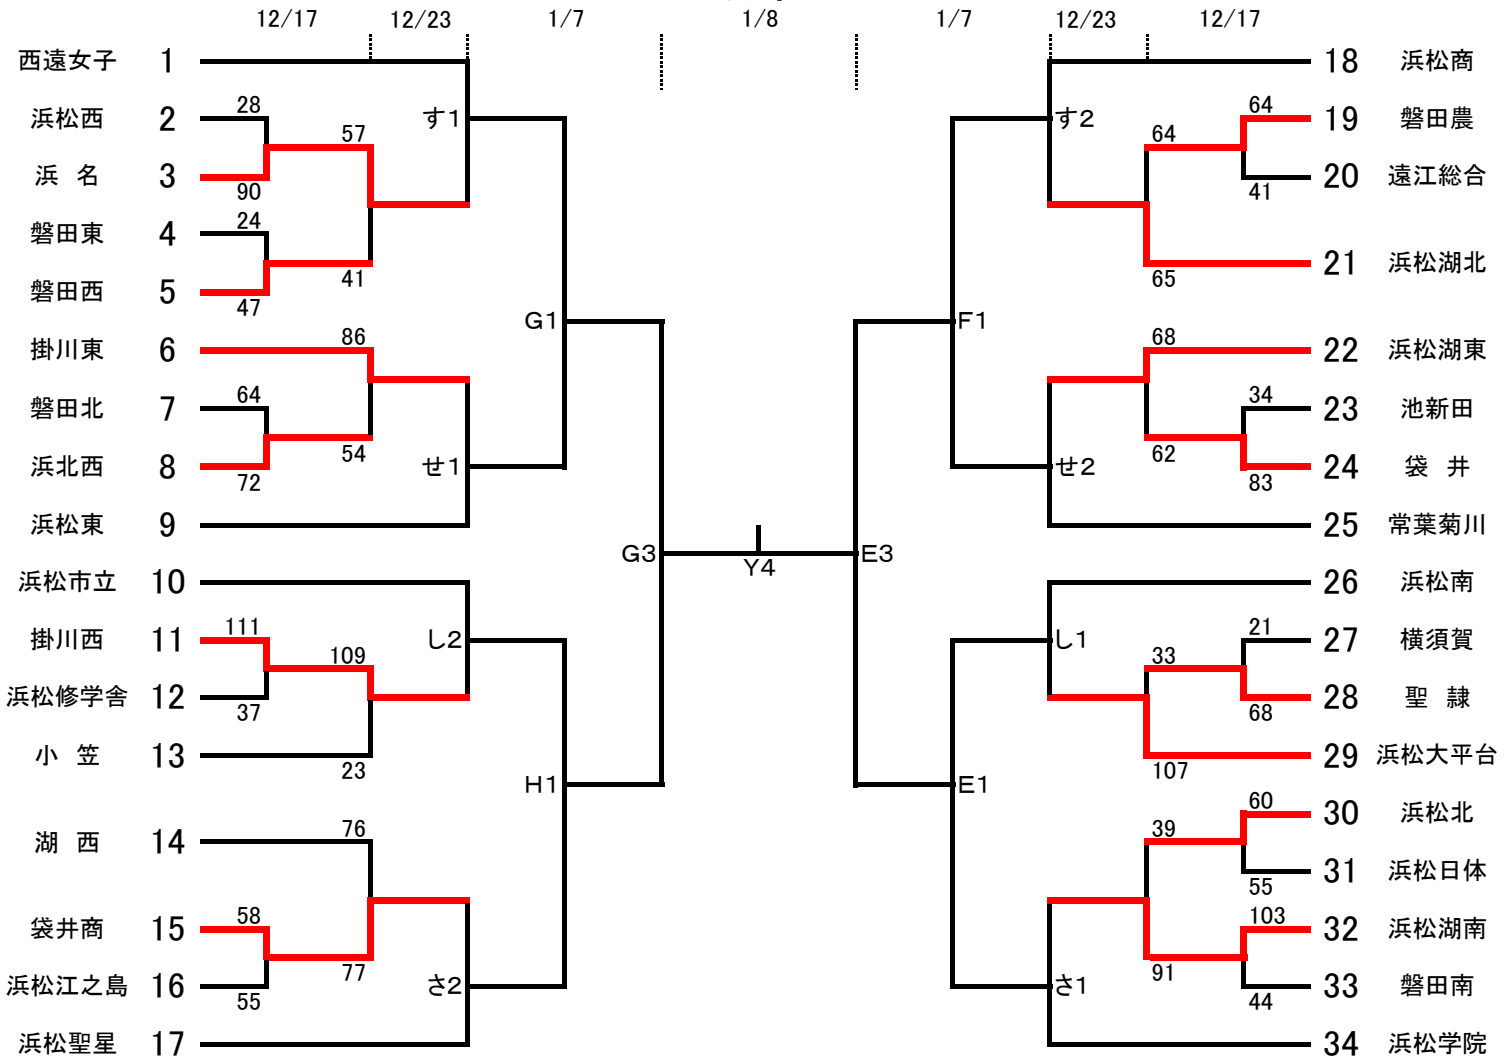 12/17 12/23 1/7 1/8 1/7 12/23 12/17
西遠女子 1 18 浜松商
浜松西 2 28 す1 す2 64 19 磐田農
57 64
浜 名 3 90 41 20 遠江総合
磐田東 4 24
41 65 21 浜松湖北
磐田西 5 47
G1 F1
掛川東 6 86 68 22 浜松湖東
磐田北 7 64 34 23 池新田
54 62
浜北西 8 72 せ1 せ2 83 24 袋 井
浜松東 9 25 常葉菊川
G3 Y4 E3
浜松市立 10 26 浜松南
掛川西 11 111 し2 し1 21 27 横須賀
109 33
浜松修学舎 12 37 68 28 聖 隷
小 笠 13 23 107 29 浜松大平台
H1 E1
湖 西 14 76 39 60 30 浜松北
55 31 浜松日体
袋井商 15 58 103 32 浜松湖南
77 91
浜松江之島 16 55 さ2 さ1 44 33 磐田南
浜松聖星 17 34 浜松学院